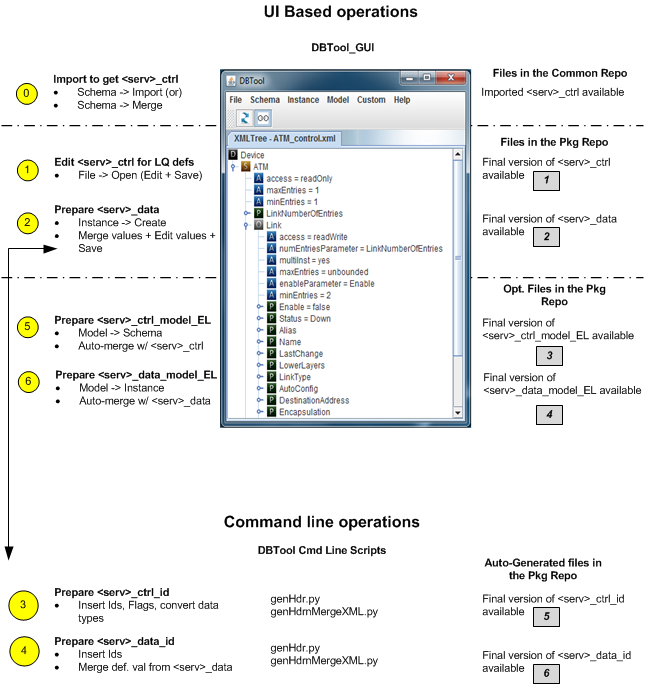 UI Based operations
DBTool_GUI
0
Import to get <serv>_ctrl
• Schema -> Import (or)
• Schema -> Merge
Files in the Common Repo
Imported <serv>_ctrl available
1
Edit <serv>_ctrl for LQ defs
• File -> Open (Edit + Save)
Files in the Pkg Repo
Final version of <serv>_ctrl
available
1
2
Prepare <serv>_data
• Instance -> Create
• Merge values + Edit values +
Save
Final version of <serv>_data
available
2
5
Prepare <serv>_ctrl_model_EL
• Model -> Schema
• Auto-merge w/ <serv>_ctrl
Opt. Files in the Pkg
Repo
Final version of
<serv>_ctrl_model_EL available
3
6
Prepare <serv>_data_model_EL
• Model -> Instance
• Auto-merge w/ <serv>_data
Final version of
<serv>_data_model_EL available
4
DBTool
File Schema Instance Model Custom Help
XMLTree - ATM_control.xml
D Device
S ATM
A access = readOnly
A maxEntries = 1
A minEntries = 1
P LinkNumberOfEntries
O Link
A access = readWrite
A numEntriesParameter = LinkNumberOfEntries
A multiInst = yes
A maxEntries = unbounded
A enableParameter = Enable
A minEntries = 2
P Enable = false
P Status = Down
P Alias
P Name
P LastChange
P LowerLayers
P LinkType
P AutoConfig
P DestinationAddress
P Encapsulation
Command line operations
DBTool Cmd Line Scripts
Auto-Generated files in
the Pkg Repo
3
Prepare <serv>_ctrl_id
• Insert Ids, Flags, convert data
types
genHdr.py
genHdrnMergeXML.py
Final version of <serv>_ctrl_id
available
5
4
Prepare <serv>_data_id
• Insert Ids
• Merge def. val from <serv>_data
genHdr.py
genHdrnMergeXML.py
Final version of <serv>_data_id
available
6